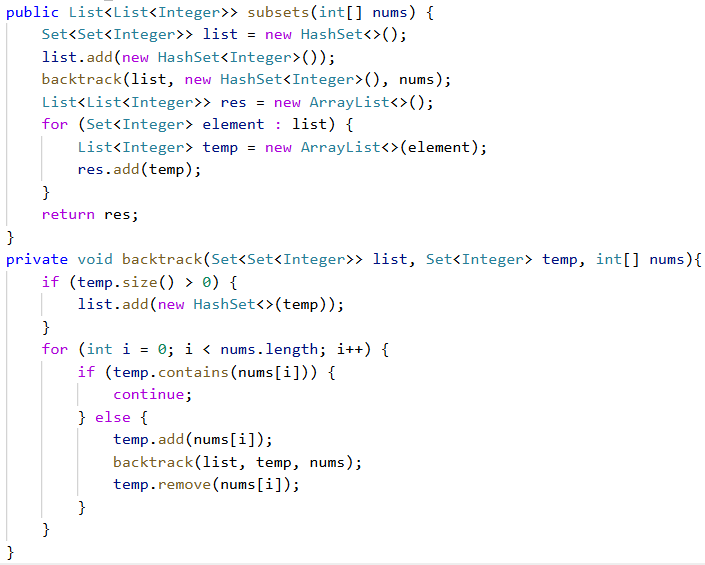 public List<List<Integer>> subsets(int[] nums) {
    Set<Set<Integer>> list = new HashSet<>();
    list.add(new HashSet<Integer>());
    backtrack(list, new HashSet<Integer>(), nums);
    List<List<Integer>> res = new ArrayList<>();
    for (Set<Integer> element : list) {
        List<Integer> temp = new ArrayList<>(element);
        res.add(temp);
    }
    return res;
}
private void backtrack(Set<Set<Integer>> list, Set<Integer> temp, int[] nums){
    if (temp.size() > 0) {
        list.add(new HashSet<>(temp));
    }
    for (int i = 0; i < nums.length; i++) {
        if (temp.contains(nums[i])) {
            continue;
        } else {
            temp.add(nums[i]);
            backtrack(list, temp, nums);
            temp.remove(nums[i]);
        }
    }
}